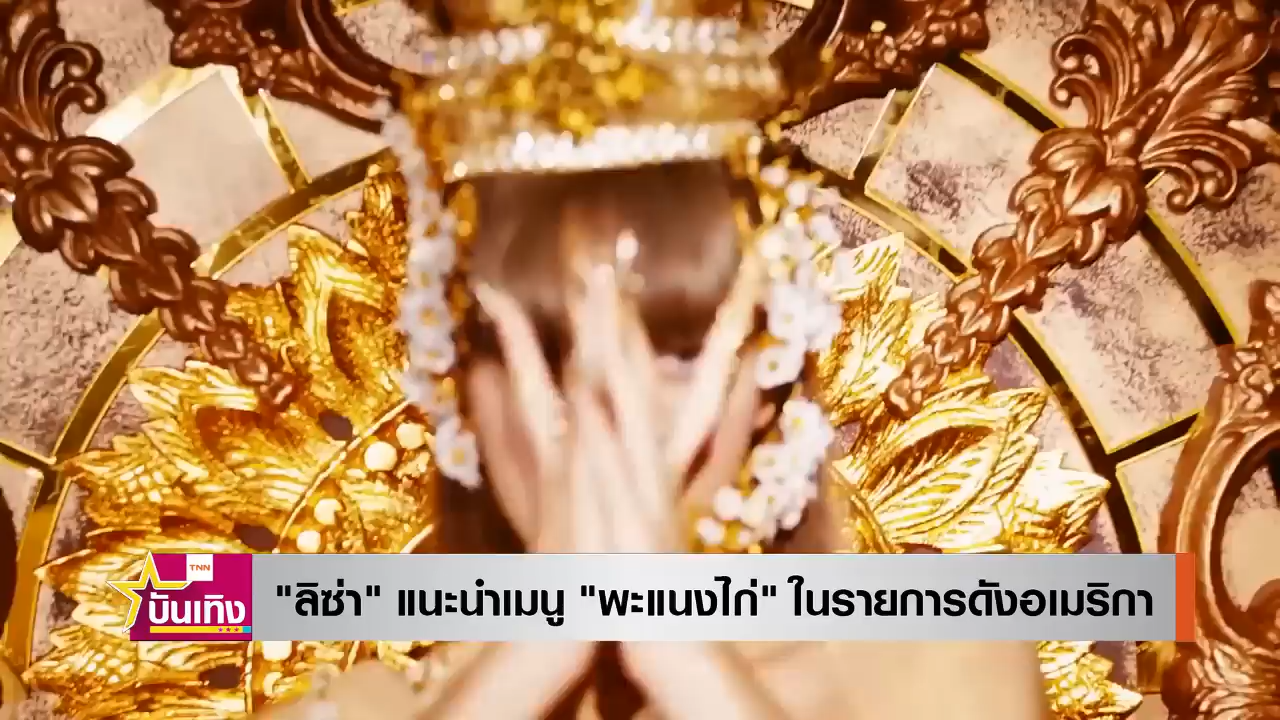 TNN
บันเทิง
"ลิซ่า" แนะนำเมนู "พะแนงไก่" ในรายการดังอเมริกา